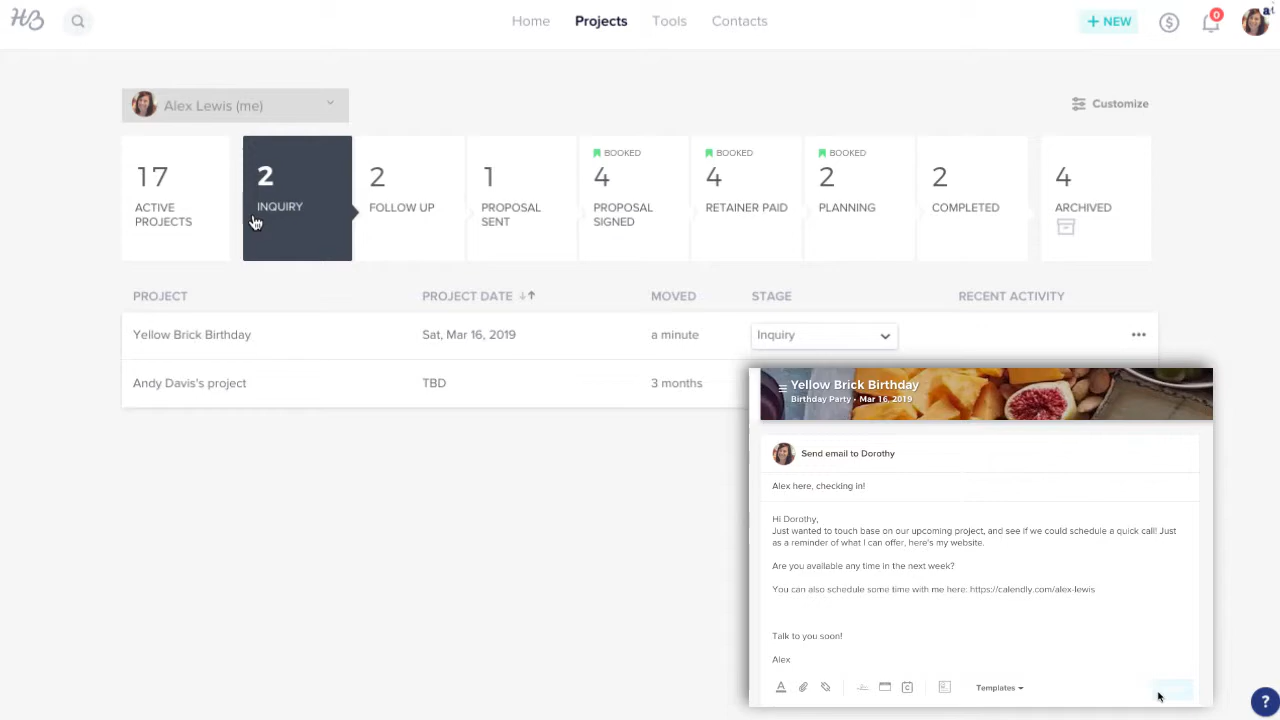 HB
Home Projects Tools Contacts
+ NEW
$
0
Alex Lewis (me)
Customize
17
ACTIVE
PROJECTS
2
INQUIRY
2
FOLLOW UP
1
PROPOSAL
SENT
BOOKED
4
PROPOSAL
SIGNED
BOOKED
4
RETAINER PAID
BOOKED
2
PLANNING
2
COMPLETED
4
ARCHIVED
PROJECT PROJECT DATE MOVED STAGE RECENT ACTIVITY
Yellow Brick Birthday Sat, Mar 16, 2019 a minute Inquiry
Andy Davis's project TBD 3 months
Yellow Brick Birthday
Birthday Party • Mar 16, 2019
Send email to Dorothy
Alex here, checking in!
Hi Dorothy,
Just wanted to touch base on our upcoming project, and see if we could schedule a quick call! Just
as a reminder of what I can offer, here's my website.
Are you available any time in the next week?
You can also schedule some time with me here: https://calendly.com/alex-lewis
Talk to you soon!
Alex
A
C
Templates
?